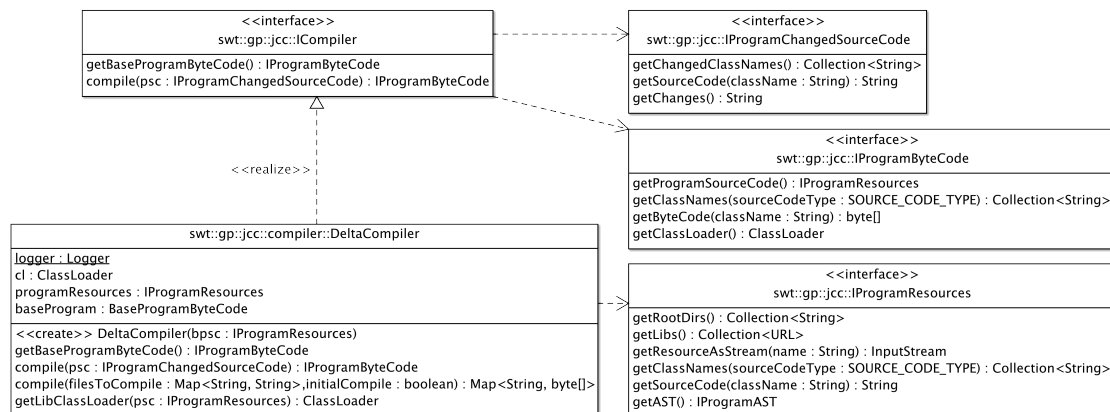 <<interface>>
swt::gp::jcc::ICompiler
getBaseProgramByteCode() : IProgramByteCode
compile(psc : IProgramChangedSourceCode) : IProgramByteCode
<<interface>>
swt::gp::jcc::IProgramChangedSourceCode
getChangedClassNames() : Collection<String>
getSourceCode(className : String) : String
getChanges() : String
<<interface>>
swt::gp::jcc::IProgramByteCode
getProgramSourceCode() : IProgramResources
getClassNames(sourceCodeType : SOURCE_CODE_TYPE) : Collection<String>
getByteCode(className : String) : byte[]
getClassLoader() : ClassLoader
<<realize>>
swt::gp::jcc::compiler::DeltaCompiler
logger : Logger
cl : ClassLoader
programResources : IProgramResources
baseProgram : BaseProgramByteCode
<<create>> DeltaCompiler(bpsc : IProgramResources)
getBaseProgramByteCode() : IProgramByteCode
compile(psc : IProgramChangedSourceCode) : IProgramByteCode
compile(filesToCompile : Map<String, String>,initialCompile : boolean) : Map<String, byte[]>
getLibClassLoader(psc : IProgramResources) : ClassLoader
<<interface>>
swt::gp::jcc::IProgramResources
getRootDirs() : Collection<String>
getLibs() : Collection<URL>
getResourceAsStream(name : String) : InputStream
getClassNames(sourceCodeType : SOURCE_CODE_TYPE) : Collection<String>
getSourceCode(className : String) : String
getAST() : IProgramAST